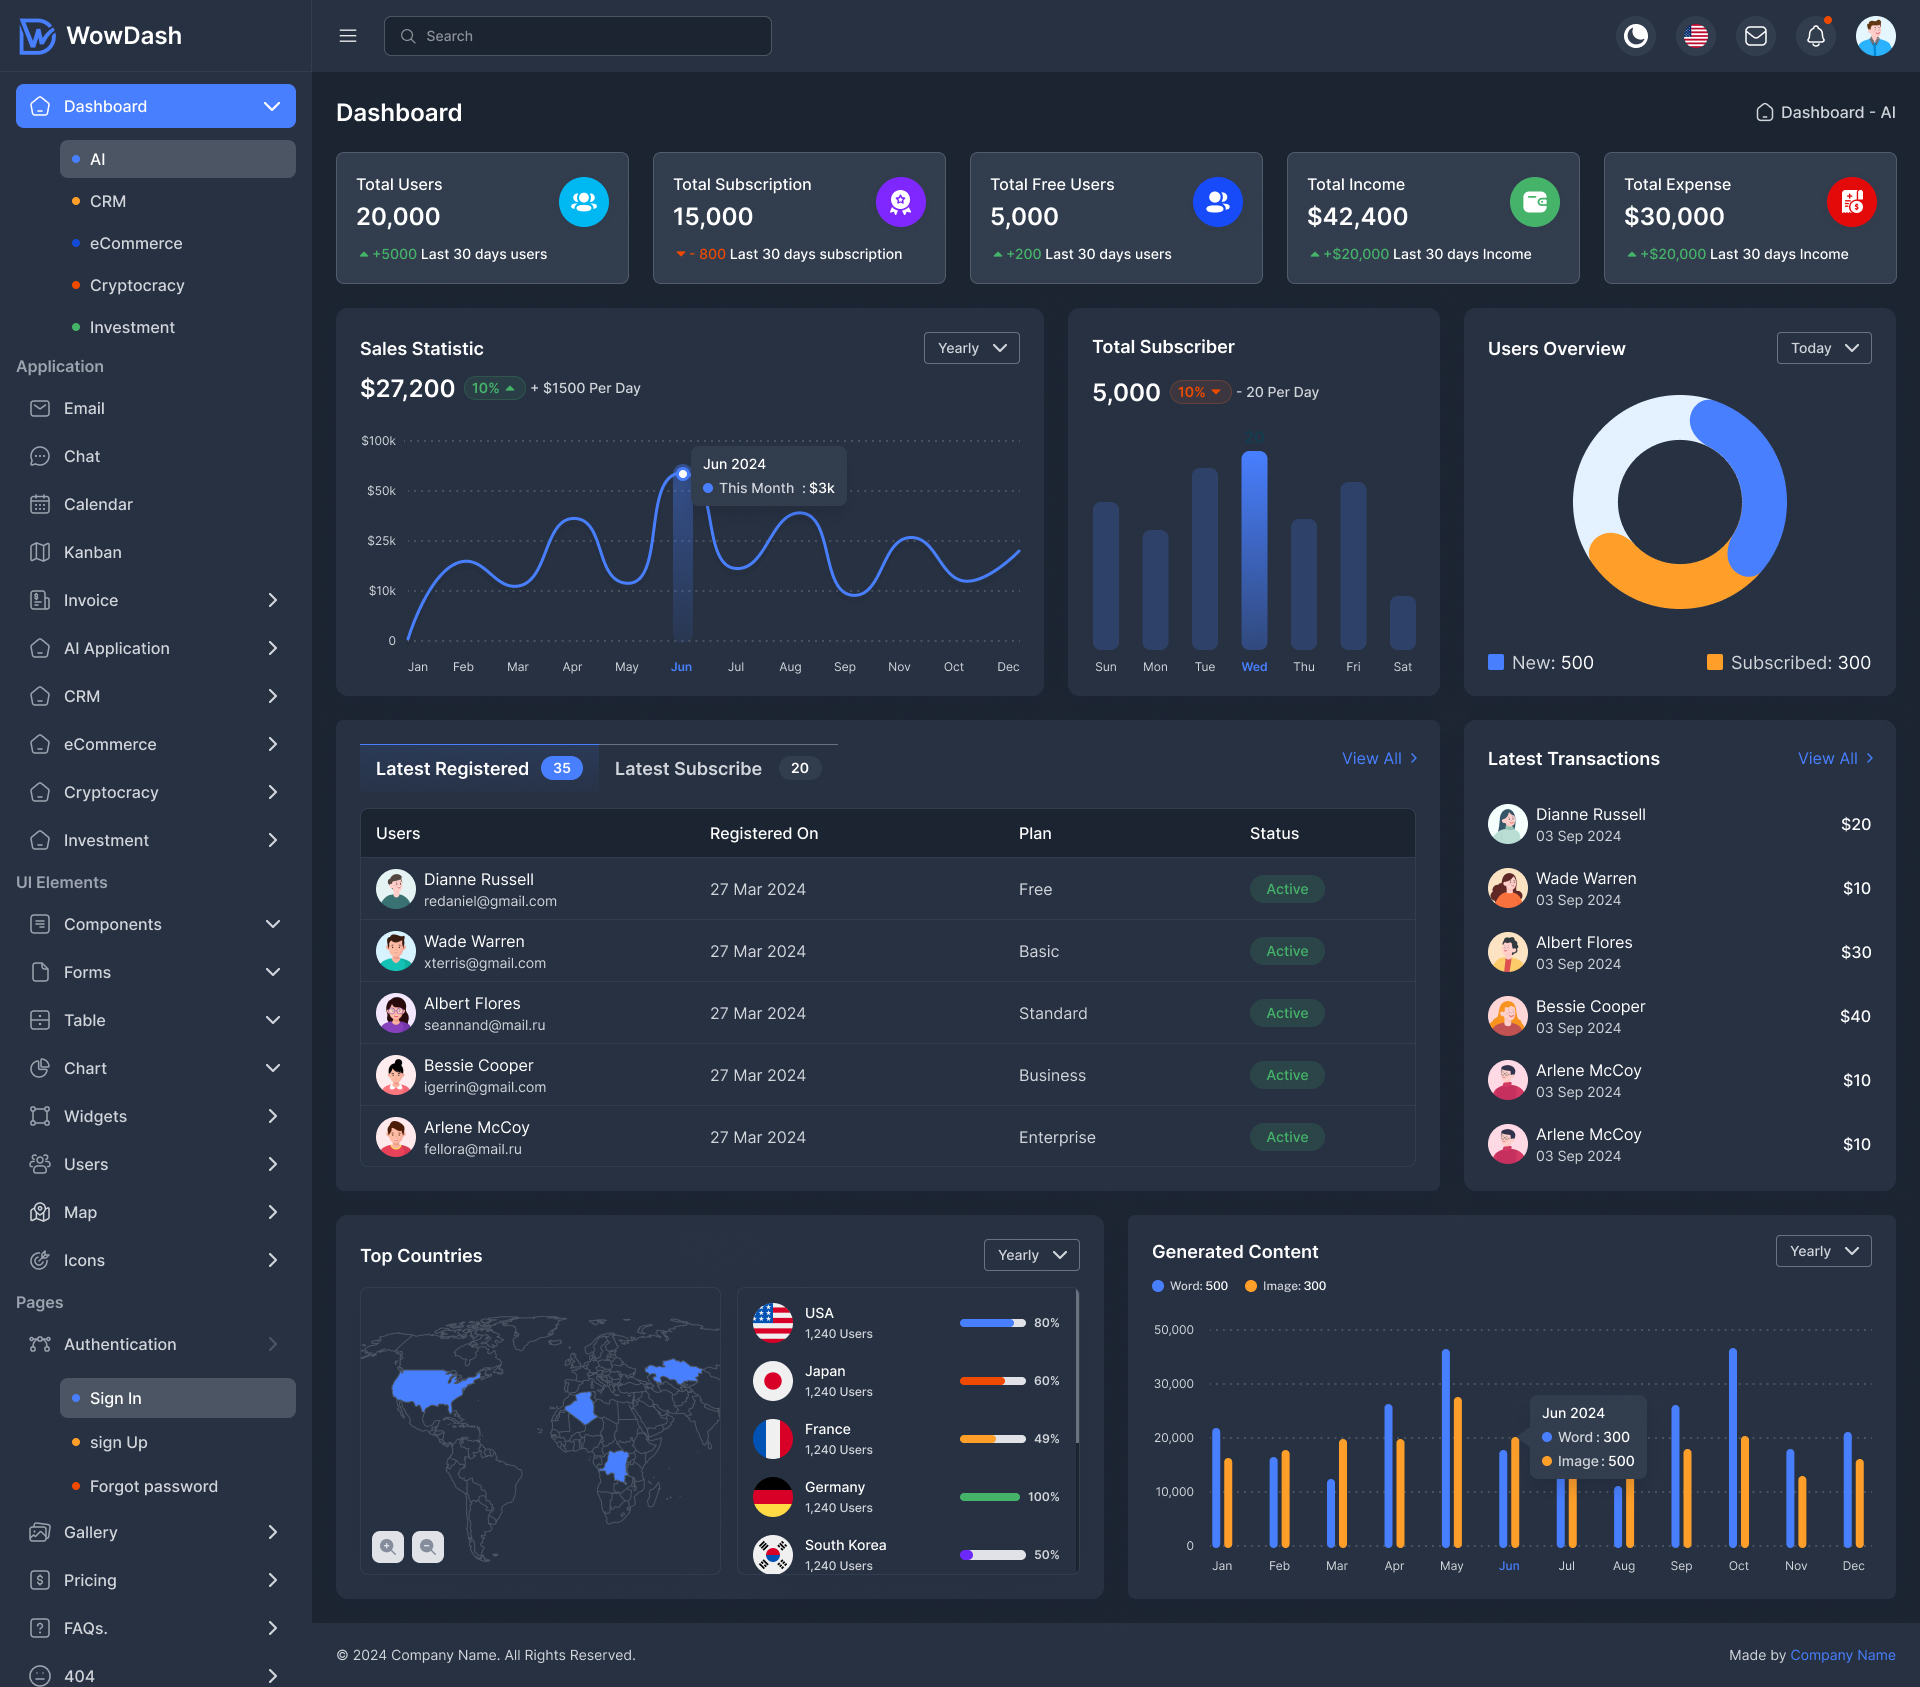 WowDash
Search
Dashboard
AI
CRM
eCommerce
Cryptocracy
Investment
Application
Email
Chat
Calendar
Kanban
Invoice
AI Application
CRM
eCommerce
Cryptocracy
Investment
UI Elements
Components
Forms
Table
Chart
Widgets
Users
Map
Icons
Pages
Authentication
Sign In
sign Up
Forgot password
Gallery
Pricing
FAQs.
404
Dashboard
Dashboard - AI
Total Users
20,000
+5000 Last 30 days users
Total Subscription
15,000
- 800 Last 30 days subscription
Total Free Users
5,000
+200 Last 30 days users
Total Income
$42,400
+$20,000 Last 30 days Income
Total Expense
$30,000
+$20,000 Last 30 days Income
Sales Statistic
Yearly
$27,200 10% + $1500 Per Day
$100k
$50k
$25k
$10k
0
Jun 2024
This Month : $3k
Jan Feb Mar Apr May Jun Jul Aug Sep Nov Oct Dec
Total Subscriber
5,000 10% - 20 Per Day
Sun Mon Tue Wed Thu Fri Sat
Users Overview
Today
New: 500
Subscribed: 300
Latest Registered 35
Latest Subscribe 20
View All
Users Registered On Plan Status
Dianne Russell
redaniel@gmail.com
27 Mar 2024 Free Active
Wade Warren
xterris@gmail.com
27 Mar 2024 Basic Active
Albert Flores
seannand@mail.ru
27 Mar 2024 Standard Active
Bessie Cooper
igerrin@gmail.com
27 Mar 2024 Business Active
Arlene McCoy
fellora@mail.ru
27 Mar 2024 Enterprise Active
Latest Transactions
View All
Dianne Russell
03 Sep 2024
$20
Wade Warren
03 Sep 2024
$10
Albert Flores
03 Sep 2024
$30
Bessie Cooper
03 Sep 2024
$40
Arlene McCoy
03 Sep 2024
$10
Arlene McCoy
03 Sep 2024
$10
Top Countries
Yearly
USA
1,240 Users
80%
Japan
1,240 Users
60%
France
1,240 Users
49%
Germany
1,240 Users
100%
South Korea
1,240 Users
50%
Generated Content
Yearly
Word: 500
Image: 300
50,000
30,000
20,000
10,000
0
Jun 2024
Word : 300
Image : 500
Jan Feb Mar Apr May Jun Jul Aug Sep Oct Nov Dec
© 2024 Company Name. All Rights Reserved.
Made by Company Name